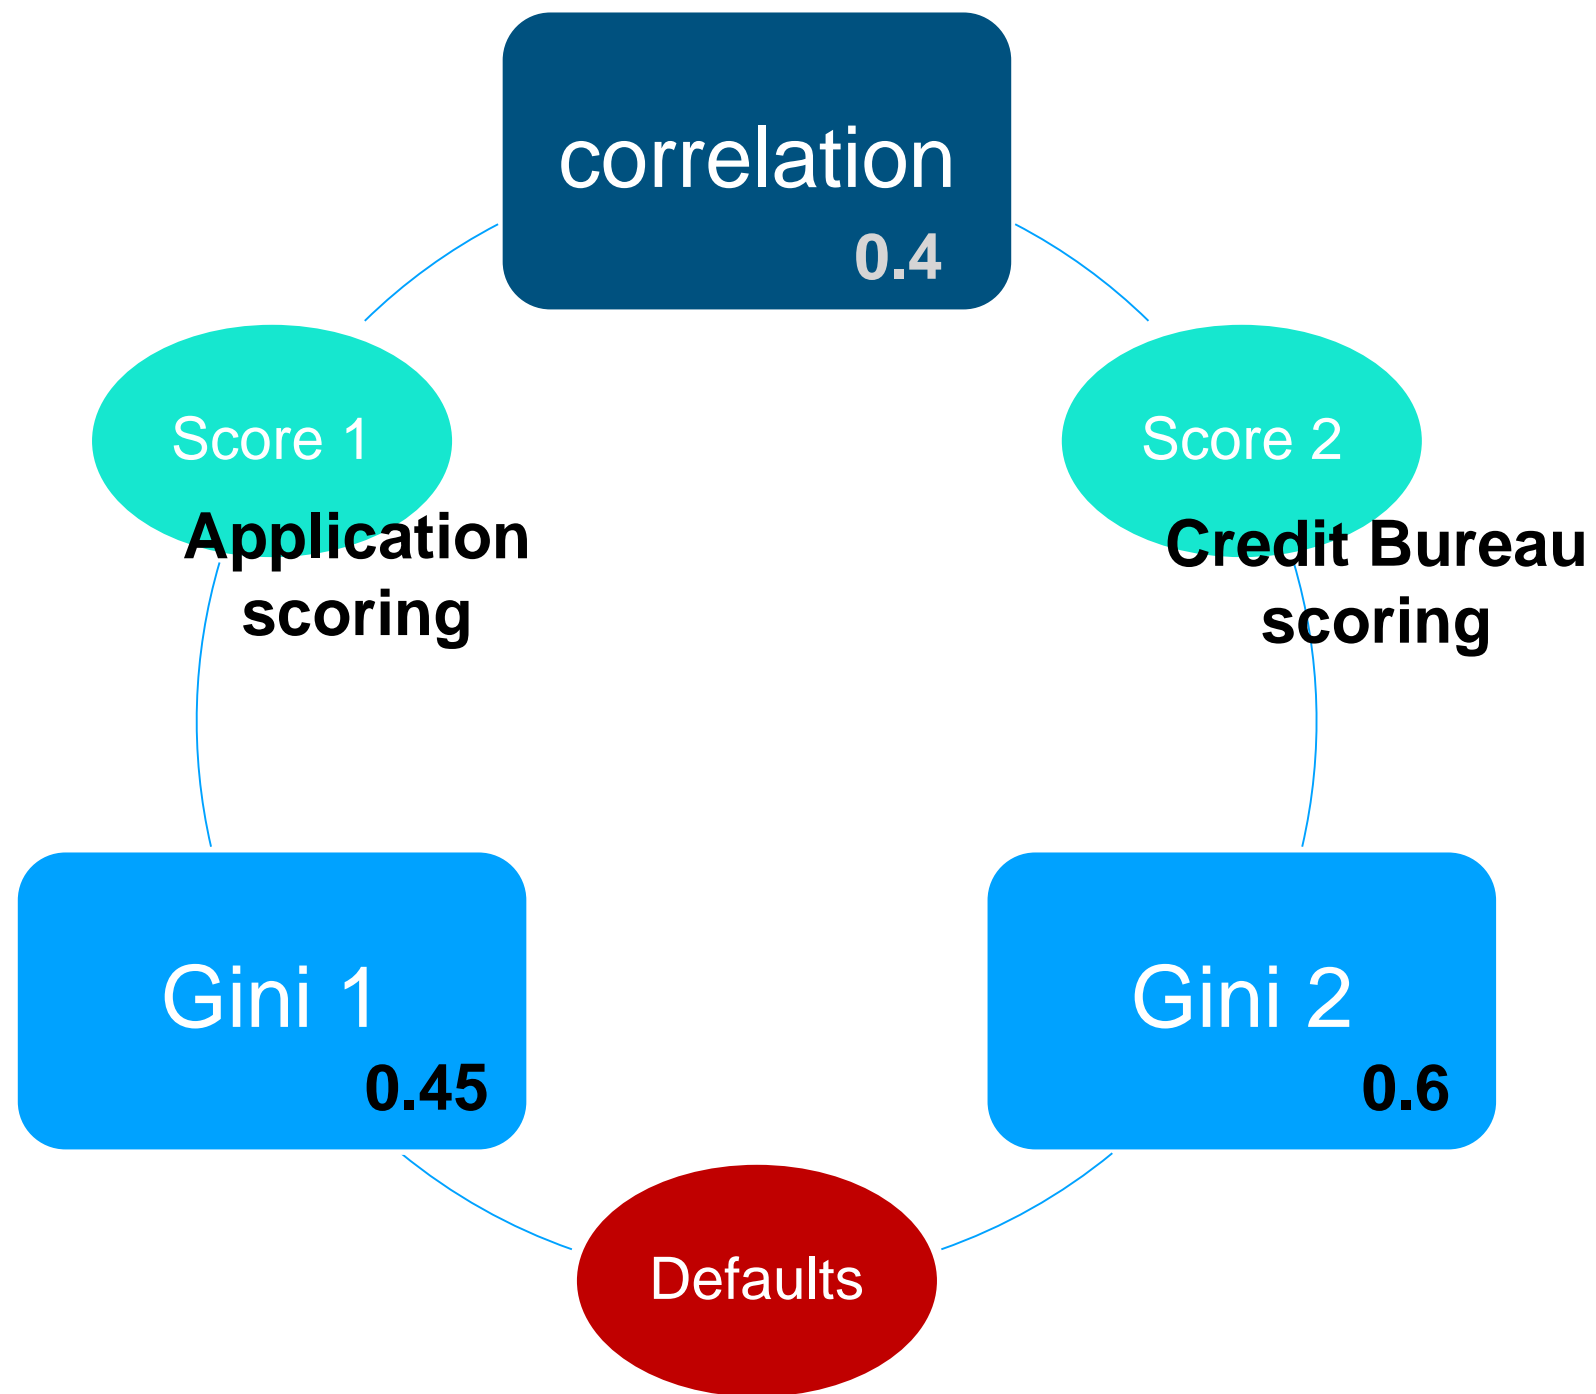 correlation
0.4
Score 1
Application
scoring
Score 2
Credit Bureau
scoring
Gini 1
0.45
Gini 2
0.6
Defaults